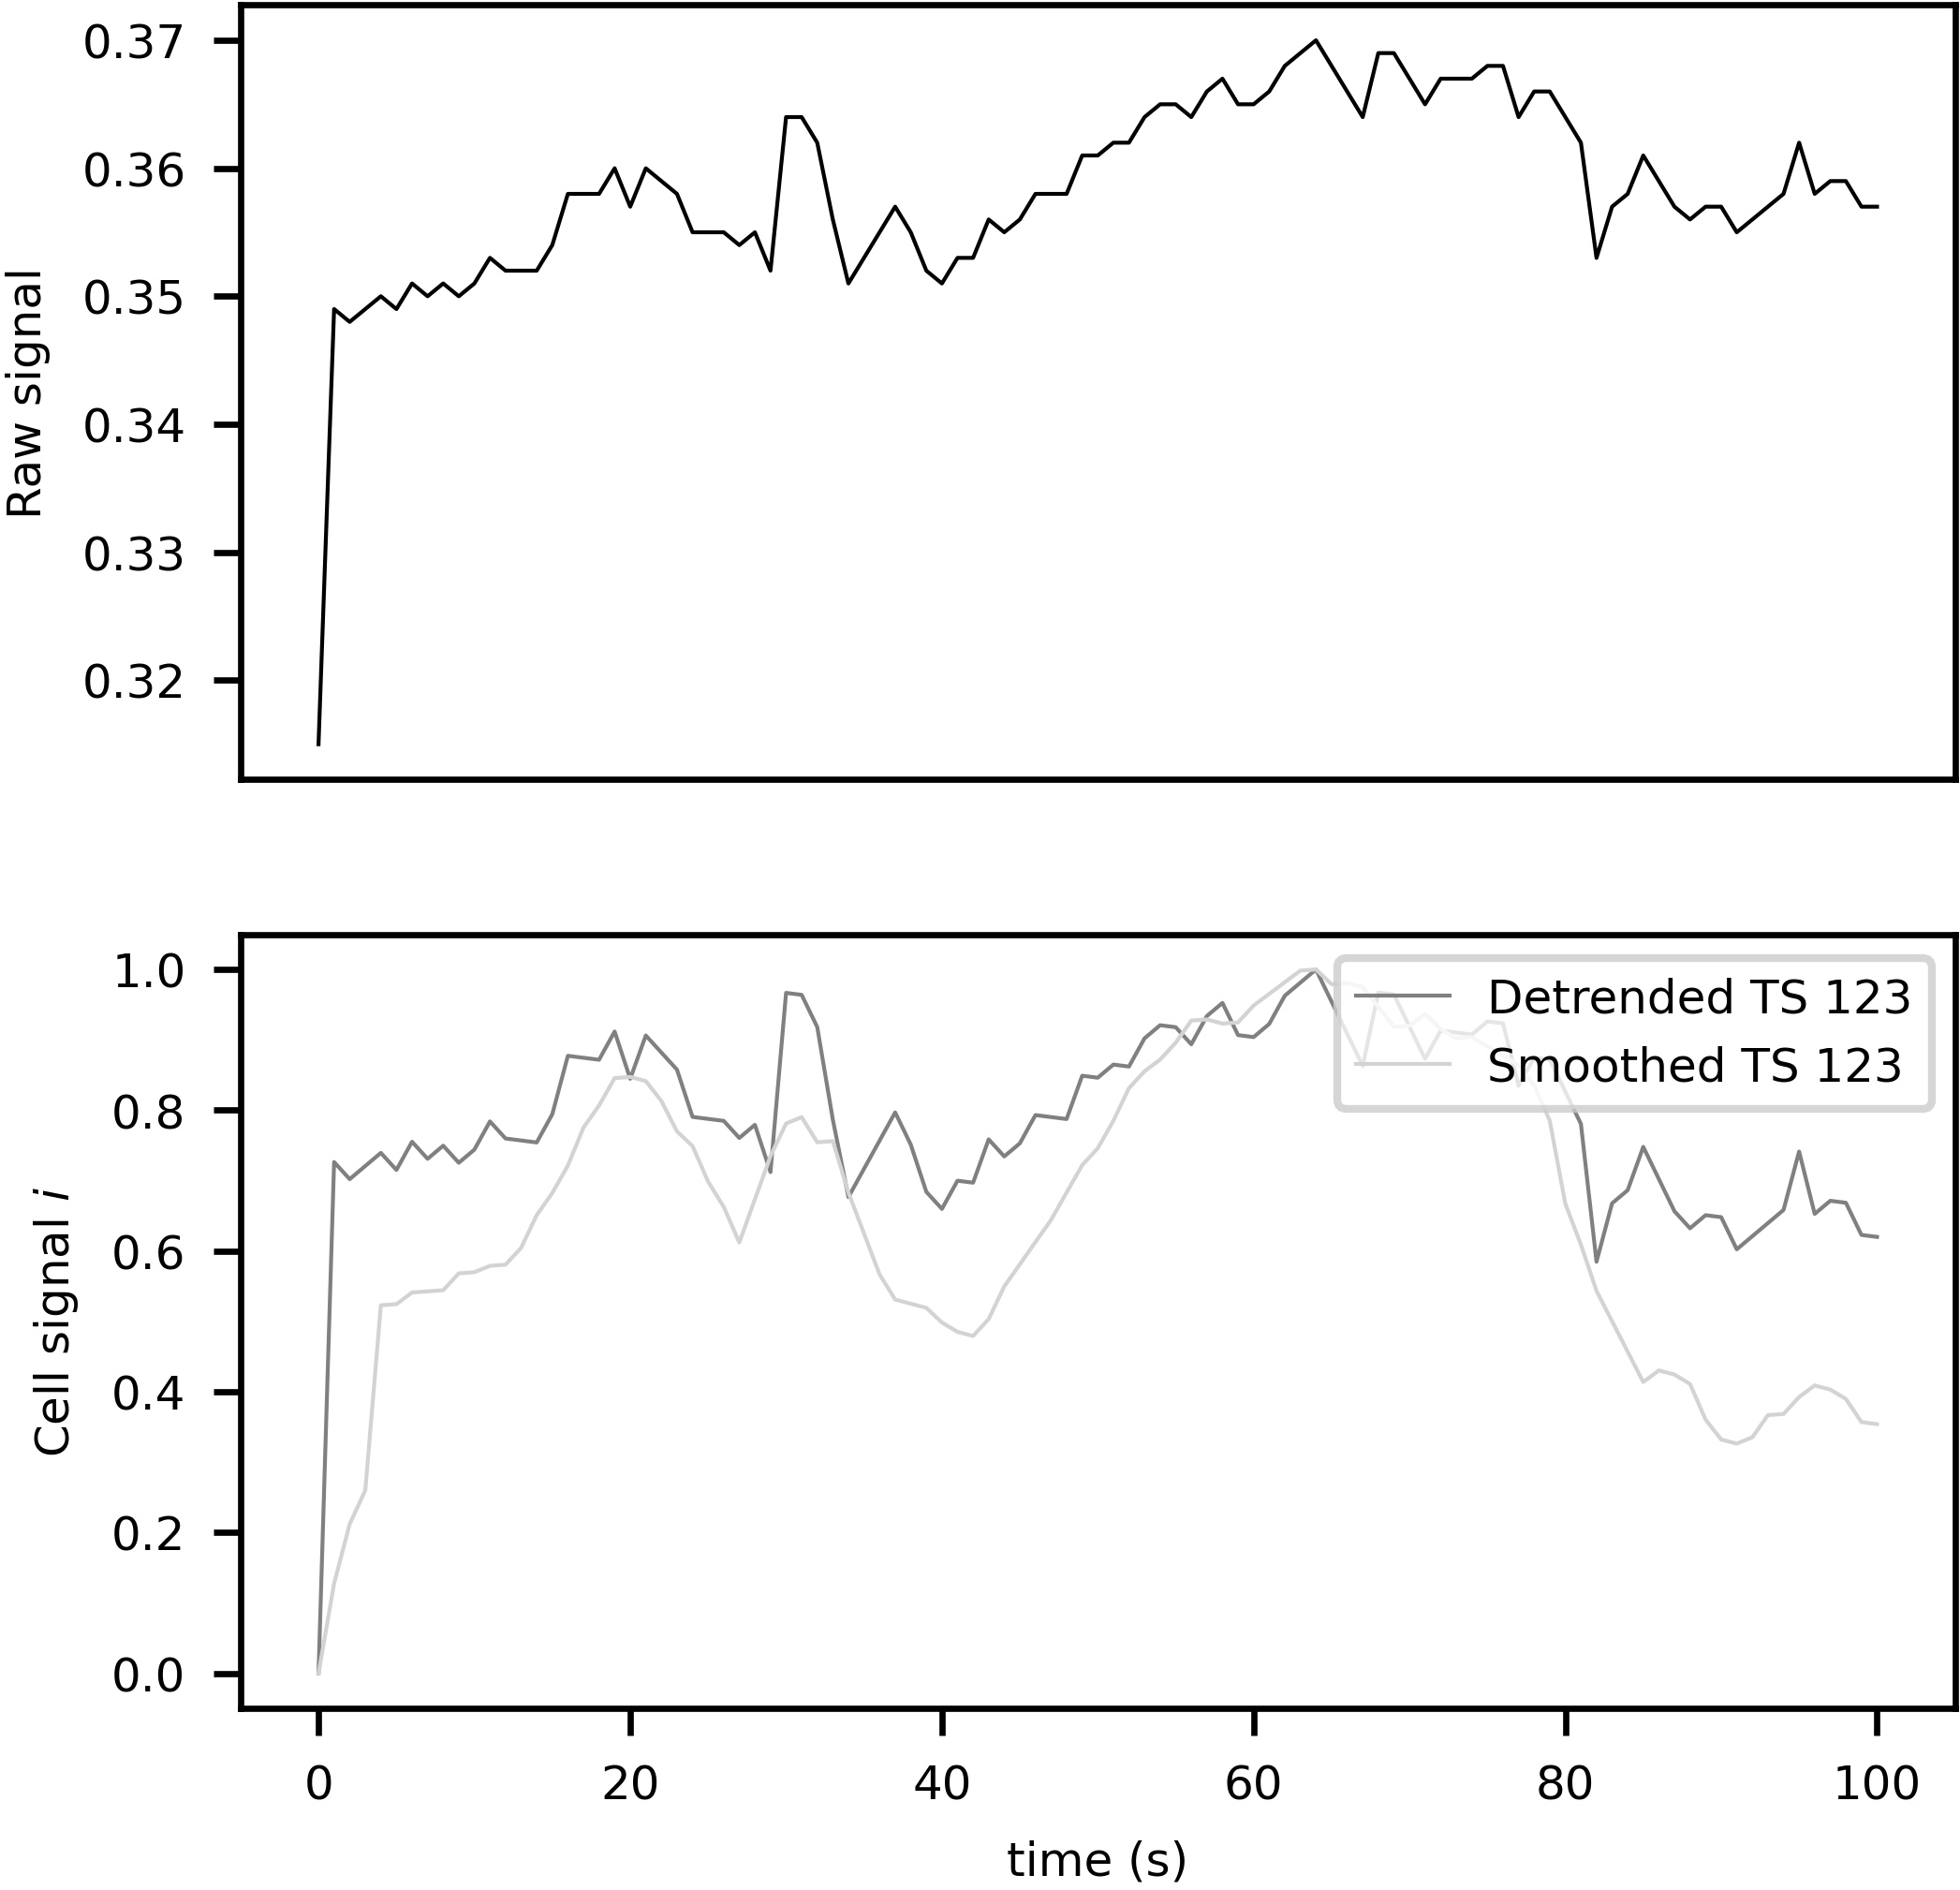 0.37
0.36
0.35
0.34
0.33
0.32
Raw signal
1.0
0.8
0.6
0.4
0.2
0.0
Cell signal i
Detrended TS 123
Smoothed TS 123
0 20 40 60 80 100
time (s)